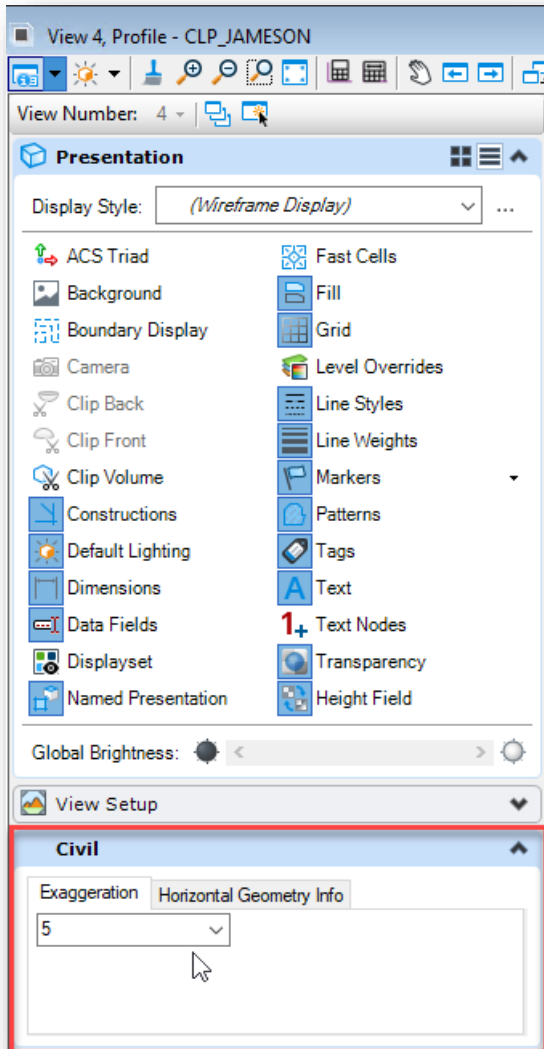 View 4, Profile - CLP_JAMESON
View Number: 4
Presentation
Display Style: (Wireframe Display) ...
ACS Triad Fast Cells
Background Fill
Boundary Display Grid
Camera Level Overrides
Clip Back Line Styles
Clip Front Line Weights
Clip Volume Markers
Constructions Patterns
Default Lighting Tags
Dimensions A Text
Data Fields 1+ Text Nodes
Displayset Transparency
Named Presentation Height Field
Global Brightness:
View Setup
Civil
Exaggeration Horizontal Geometry Info
5